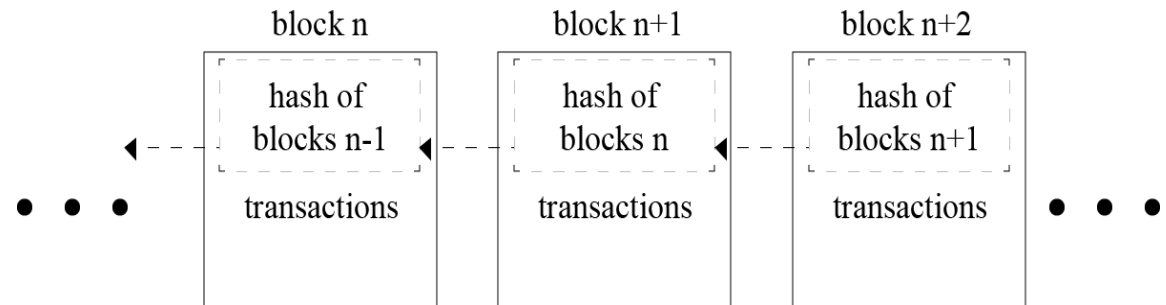 block n
block n+1
block n+2
hash of
blocks n-1
hash of
blocks n
hash of
blocks n+1
transactions
transactions
transactions